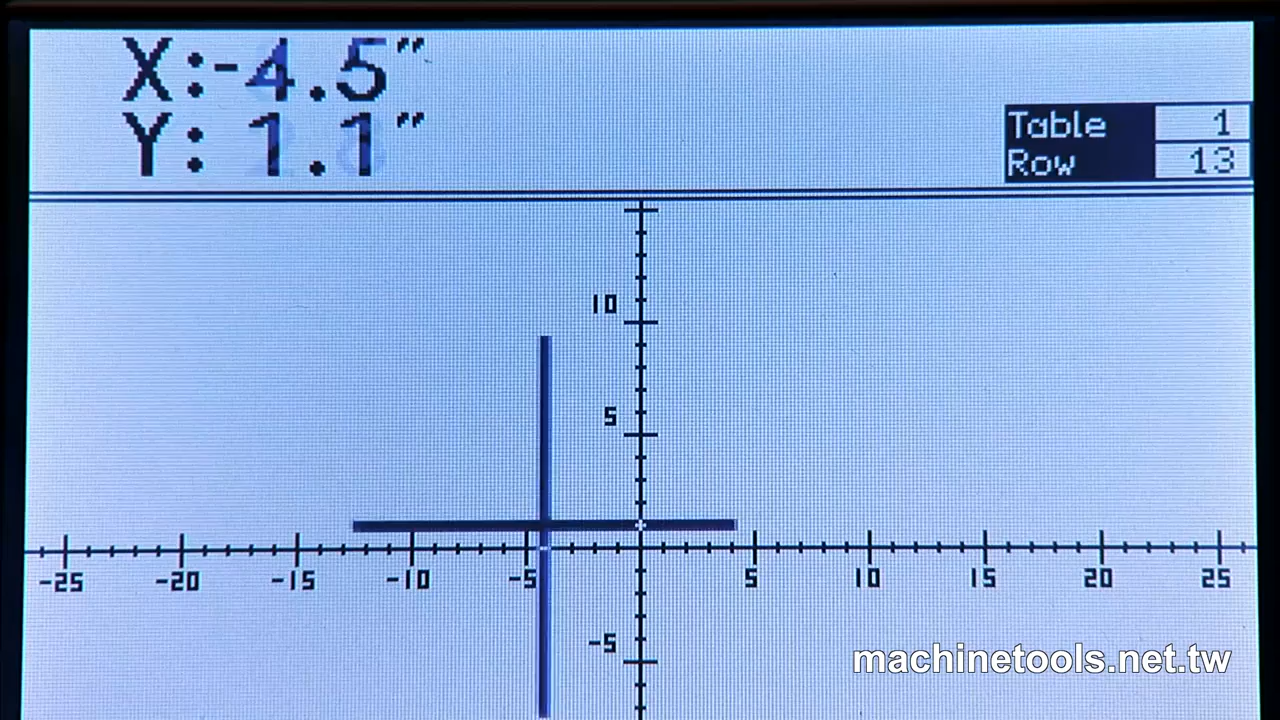 X:-4.5"
Y: 1.1"
Table 1
Row 13
10
5
-25 -20 -15 -10 -5 5 10 15 20 25
-5
machinetools.net.tw